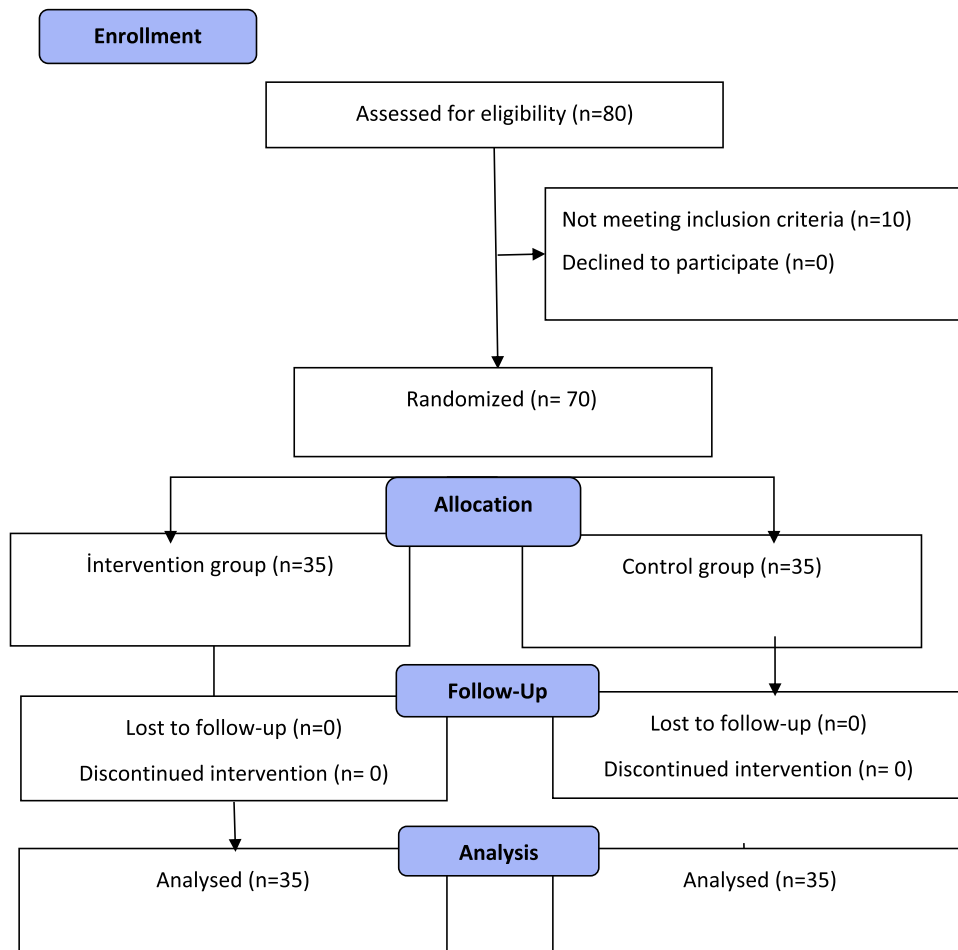 Enrollment
Assessed for eligibility (n=80)
Not meeting inclusion criteria (n=10)
Declined to participate (n=0)
Randomized (n= 70)
Allocation
İntervention group (n=35)
Control group (n=35)
Follow-Up
Lost to follow-up (n=0)
Discontinued intervention (n= 0)
Lost to follow-up (n=0)
Discontinued intervention (n= 0)
Analysis
Analysed (n=35)
Analysed (n=35)